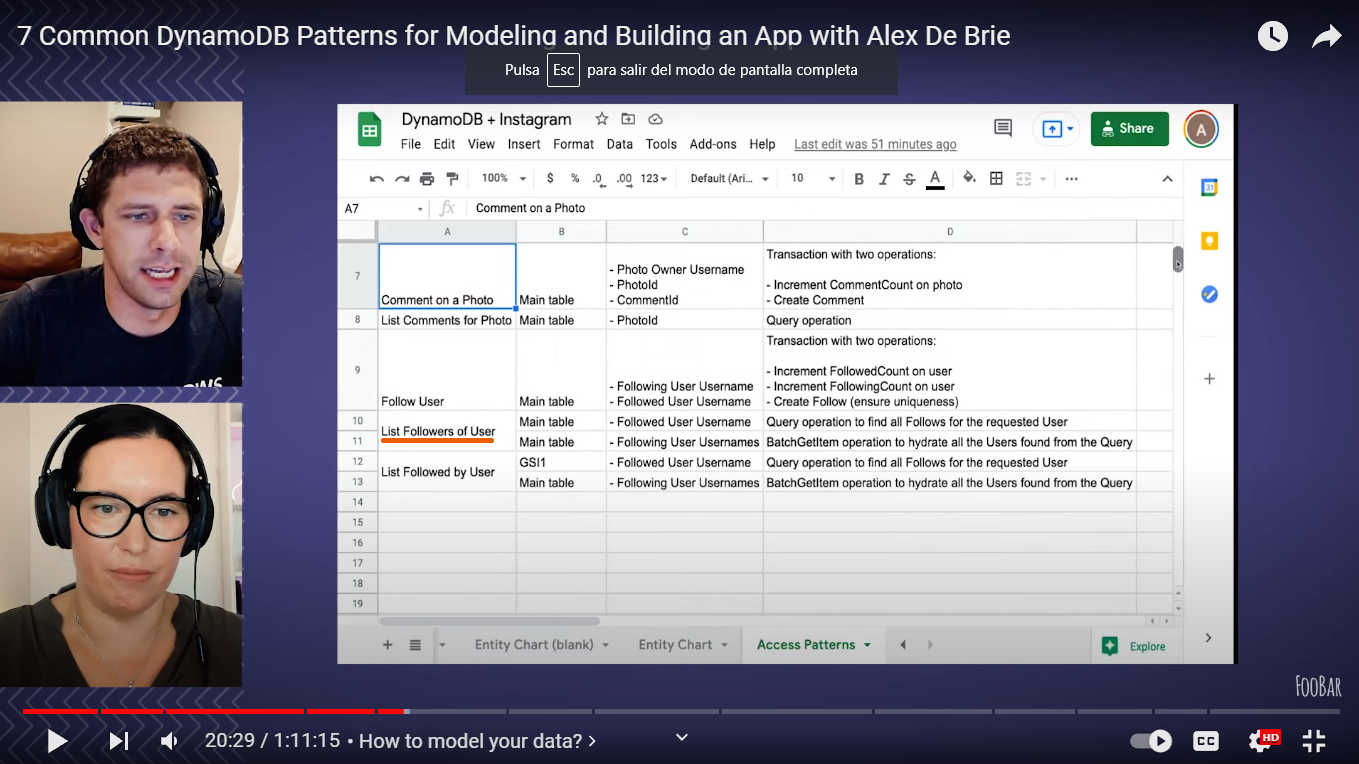 7 Common DynamoDB Patterns for Modeling and Building an App with Alex De Brie
Pulsa Esc para salir del modo de pantalla completa
DynamoDB + Instagram
File Edit View Insert Format Data Tools Add-ons Help Last edit was 51 minutes ago
Share
A
100% $ % .0 .00 123 Default (Ari... 10 B I S A
31
A7 fx Comment on a Photo
A B C D
7
Transaction with two operations:
- Photo Owner Username
- PhotoId - Increment CommentCount on photo
Comment on a Photo Main table - CommentId - Create Comment
8 List Comments for Photo Main table - PhotoId Query operation
9
Transaction with two operations:
- Increment FollowedCount on user
- Following User Username - Increment FollowingCount on user
Follow User Main table - Followed User Username - Create Follow (ensure uniqueness)
10 Main table - Followed User Username Query operation to find all Follows for the requested User
List Followers of User
11 Main table - Following User Usernames BatchGetItem operation to hydrate all the Users found from the Query
12 GSI1 - Followed User Username Query operation to find all Follows for the requested User
List Followed by User
13 Main table - Following User Usernames BatchGetItem operation to hydrate all the Users found from the Query
14
15
16
17
18
19
Entity Chart (blank) Entity Chart Access Patterns Explore
FOOBAR
20:29 / 1:11:15 • How to model your data? >
CC HD